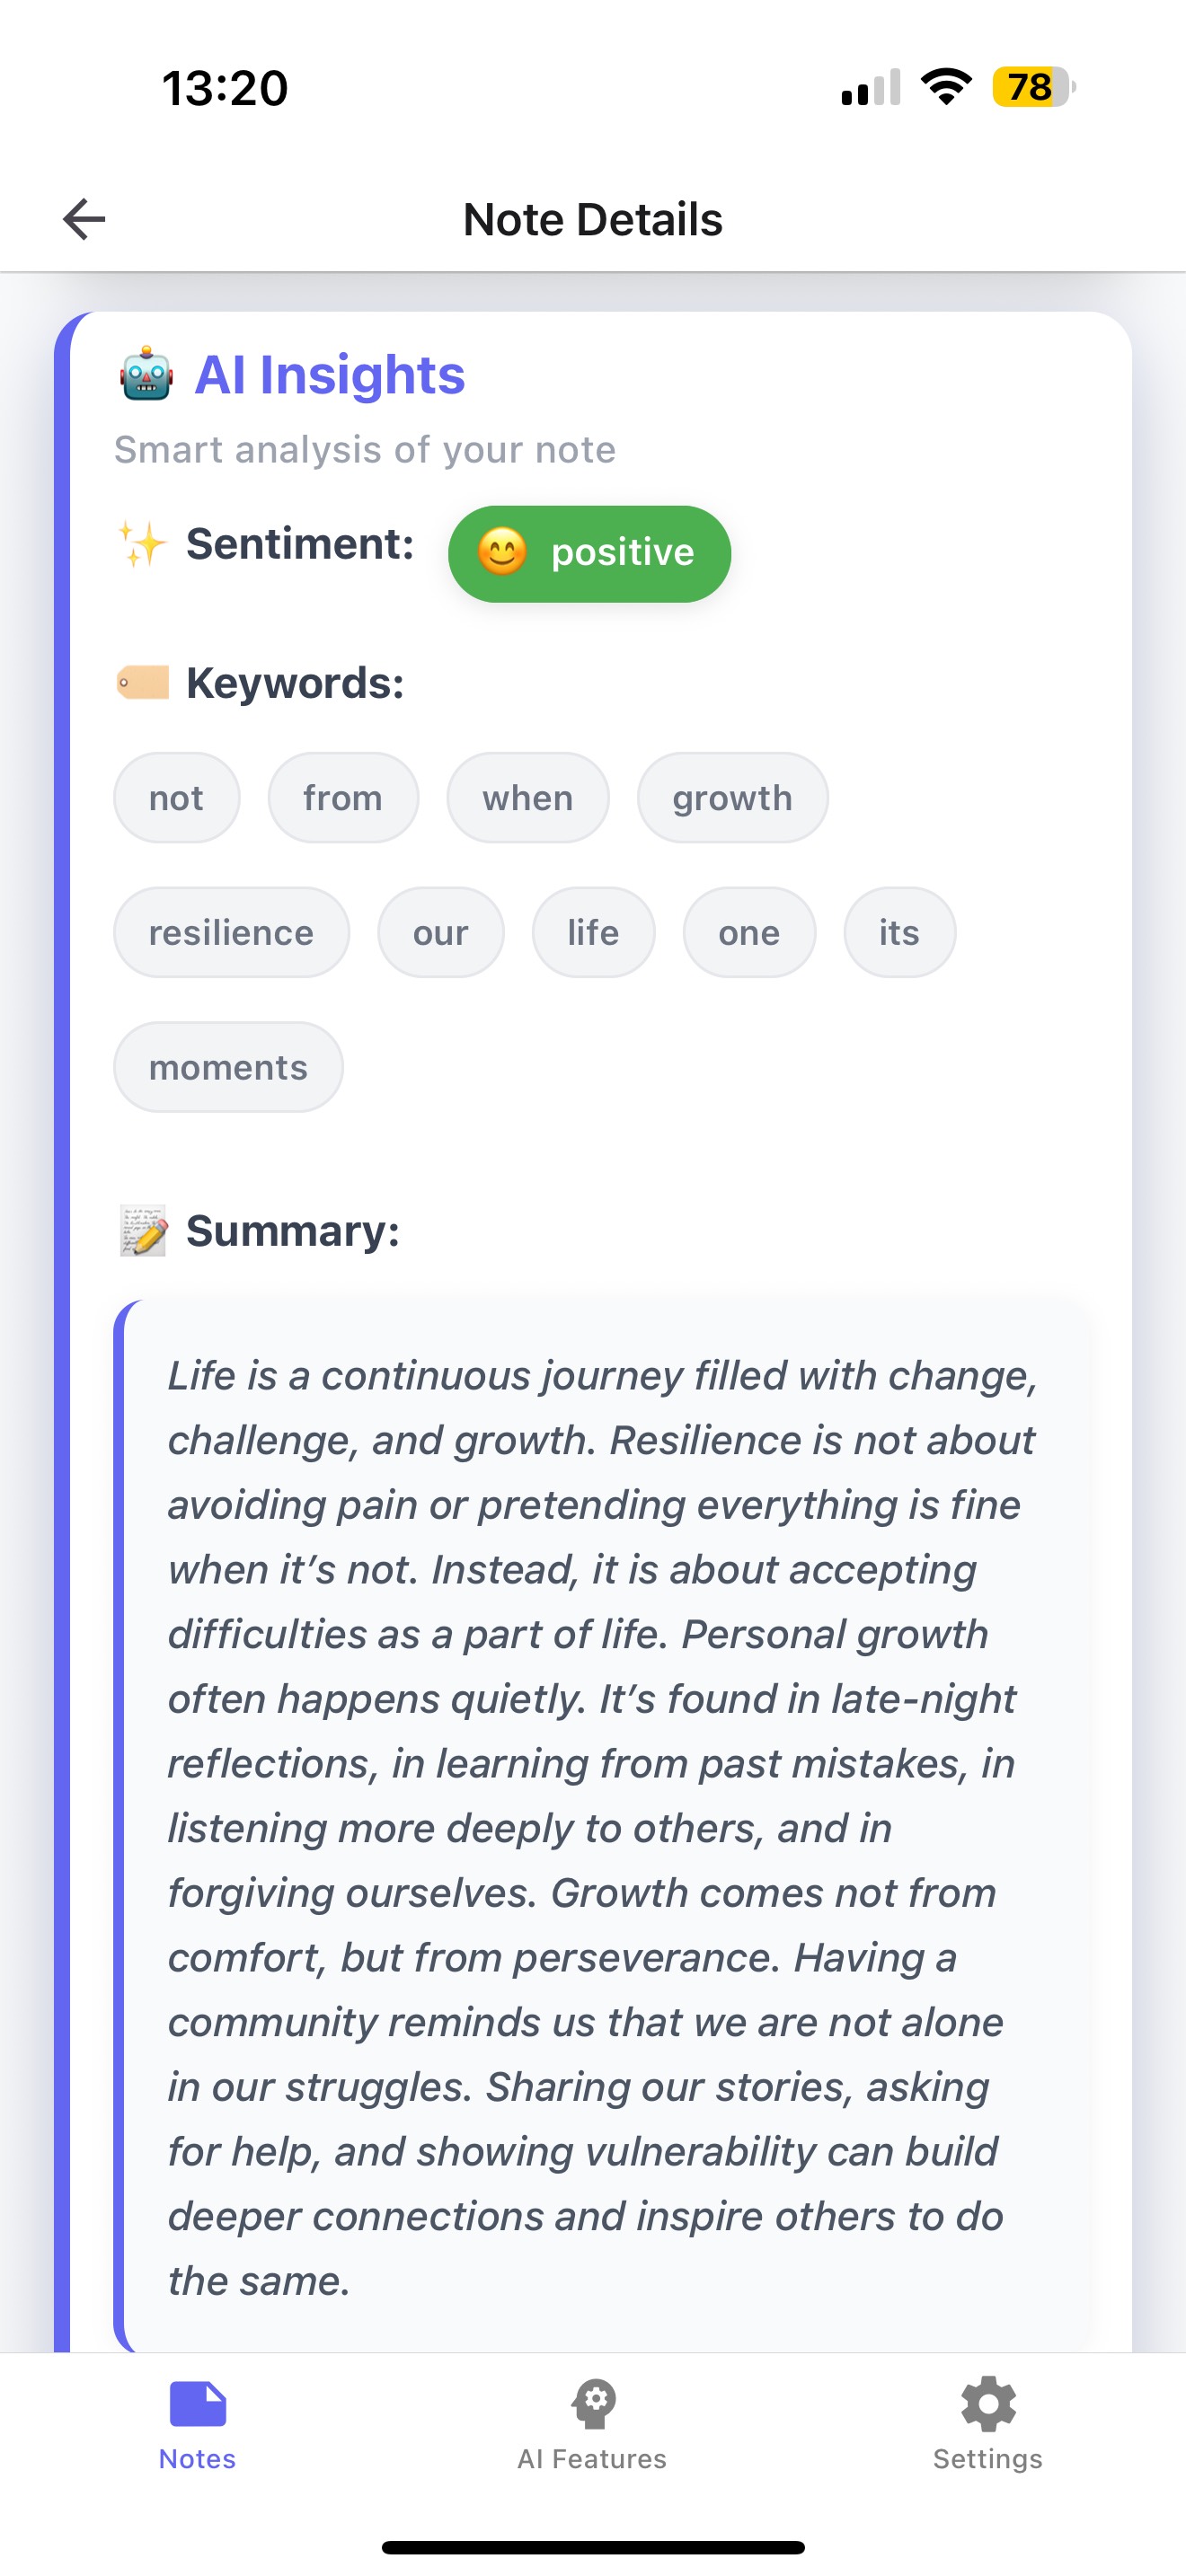 13:20
78
Note Details
AI Insights
Smart analysis of your note
Sentiment: positive
Keywords:
not from when growth
resilience our life one its
moments
Summary:
Life is a continuous journey filled with change,
challenge, and growth. Resilience is not about
avoiding pain or pretending everything is fine
when it’s not. Instead, it is about accepting
difficulties as a part of life. Personal growth
often happens quietly. It’s found in late-night
reflections, in learning from past mistakes, in
listening more deeply to others, and in
forgiving ourselves. Growth comes not from
comfort, but from perseverance. Having a
community reminds us that we are not alone
in our struggles. Sharing our stories, asking
for help, and showing vulnerability can build
deeper connections and inspire others to do
the same.
Notes AI Features Settings